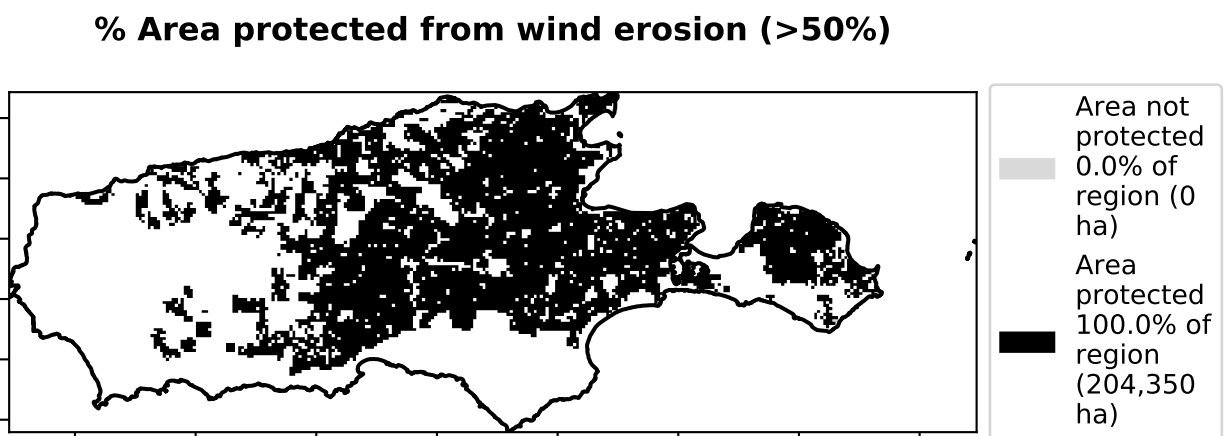 % Area protected from wind erosion (>50%)
Area not
protected
0.0% of
region (0
ha)
Area
protected
100.0% of
region
(204,350
ha)